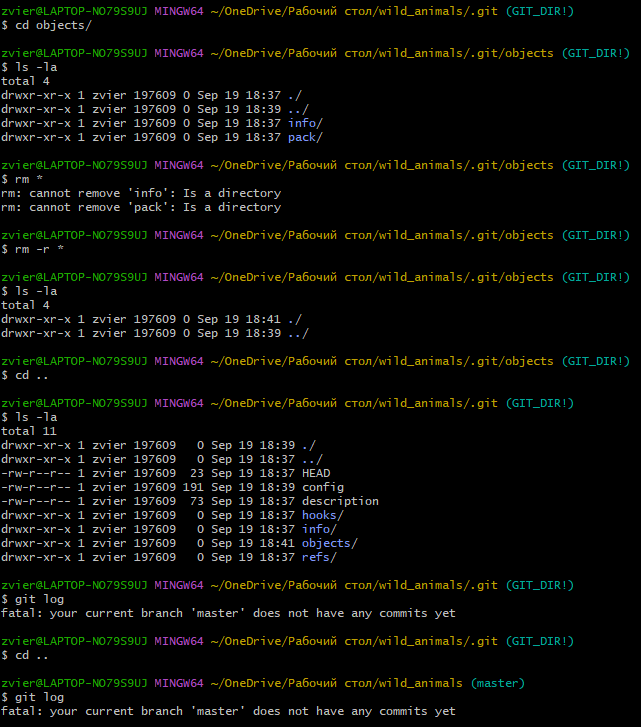 zvier@LAPTOP-NO79S9UJ MINGW64 ~/OneDrive/Рабочий стол/wild_animals/.git (GIT_DIR!)
$ cd objects/
zvier@LAPTOP-NO79S9UJ MINGW64 ~/OneDrive/Рабочий стол/wild_animals/.git/objects (GIT_DIR!)
$ ls -la
total 4
drwxr-xr-x 1 zvier 197609 0 Sep 19 18:37 ./
drwxr-xr-x 1 zvier 197609 0 Sep 19 18:39 ../
drwxr-xr-x 1 zvier 197609 0 Sep 19 18:37 info/
drwxr-xr-x 1 zvier 197609 0 Sep 19 18:37 pack/
zvier@LAPTOP-NO79S9UJ MINGW64 ~/OneDrive/Рабочий стол/wild_animals/.git/objects (GIT_DIR!)
$ rm *
rm: cannot remove 'info': Is a directory
rm: cannot remove 'pack': Is a directory
zvier@LAPTOP-NO79S9UJ MINGW64 ~/OneDrive/Рабочий стол/wild_animals/.git/objects (GIT_DIR!)
$ rm -r *
zvier@LAPTOP-NO79S9UJ MINGW64 ~/OneDrive/Рабочий стол/wild_animals/.git/objects (GIT_DIR!)
$ ls -la
total 4
drwxr-xr-x 1 zvier 197609 0 Sep 19 18:41 ./
drwxr-xr-x 1 zvier 197609 0 Sep 19 18:39 ../
zvier@LAPTOP-NO79S9UJ MINGW64 ~/OneDrive/Рабочий стол/wild_animals/.git/objects (GIT_DIR!)
$ cd ..
zvier@LAPTOP-NO79S9UJ MINGW64 ~/OneDrive/Рабочий стол/wild_animals/.git (GIT_DIR!)
$ ls -la
total 11
drwxr-xr-x 1 zvier 197609   0 Sep 19 18:39 ./
drwxr-xr-x 1 zvier 197609   0 Sep 19 18:37 ../
-rw-r--r-- 1 zvier 197609  23 Sep 19 18:37 HEAD
-rw-r--r-- 1 zvier 197609 191 Sep 19 18:39 config
-rw-r--r-- 1 zvier 197609  73 Sep 19 18:37 description
drwxr-xr-x 1 zvier 197609   0 Sep 19 18:37 hooks/
drwxr-xr-x 1 zvier 197609   0 Sep 19 18:37 info/
drwxr-xr-x 1 zvier 197609   0 Sep 19 18:41 objects/
drwxr-xr-x 1 zvier 197609   0 Sep 19 18:37 refs/
zvier@LAPTOP-NO79S9UJ MINGW64 ~/OneDrive/Рабочий стол/wild_animals/.git (GIT_DIR!)
$ git log
fatal: your current branch 'master' does not have any commits yet
zvier@LAPTOP-NO79S9UJ MINGW64 ~/OneDrive/Рабочий стол/wild_animals/.git (GIT_DIR!)
$ cd ..
zvier@LAPTOP-NO79S9UJ MINGW64 ~/OneDrive/Рабочий стол/wild_animals (master)
$ git log
fatal: your current branch 'master' does not have any commits yet